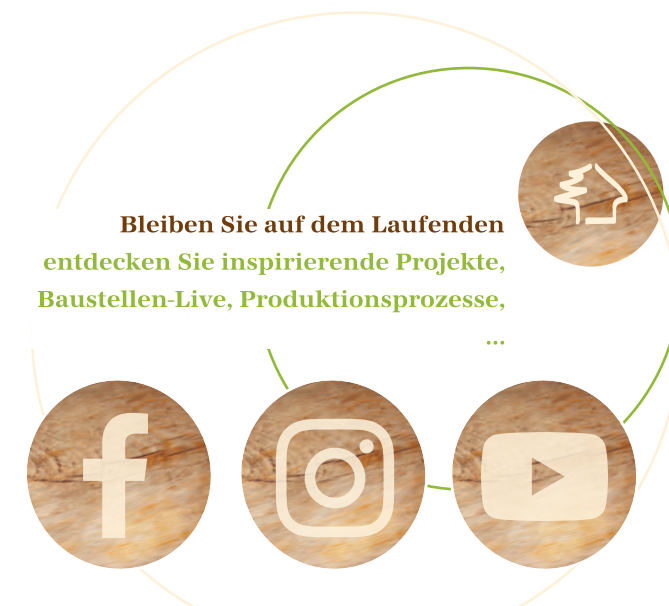 Bleiben Sie auf dem Laufenden
entdecken Sie inspirierende Projekte,
Baustellen-Live, Produktionsprozesse,
...